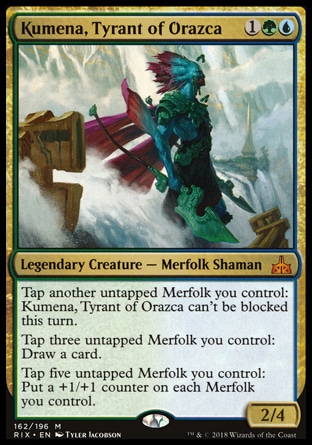 Kumena, Tyrant of Orazca 1
Legendary Creature — Merfolk Shaman
Tap another untapped Merfolk you control:
Kumena, Tyrant of Orazca can't be blocked
this turn.
Tap three untapped Merfolk you control:
Draw a card.
Tap five untapped Merfolk you control:
Put a +1/+1 counter on each Merfolk
you control.
2/4
162/196 M
RIX • EN Tyler Jacobson
™ & © 2018 Wizards of the Coast